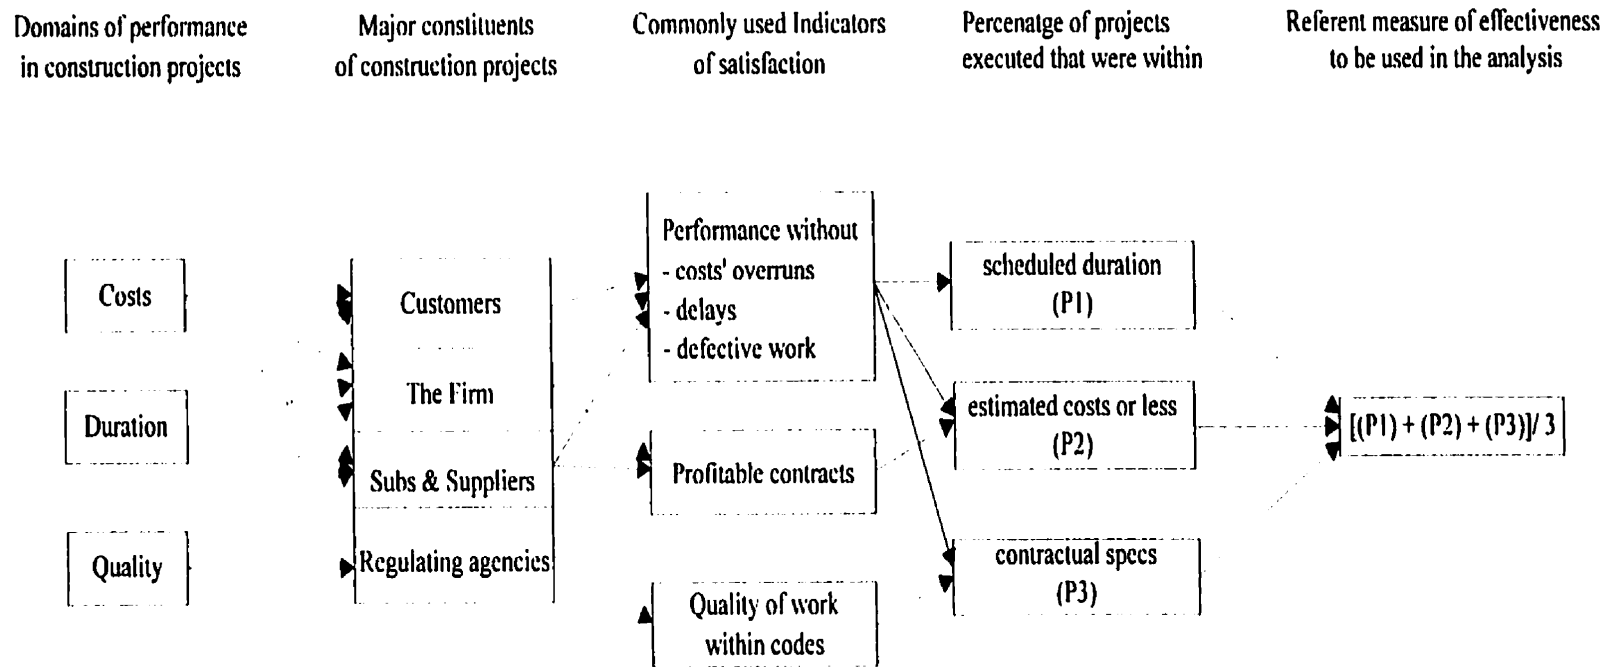 Domains of performance
in construction projects
Major constituents
of construction projects
Commonly used Indicators
of satisfaction
Percenatge of projects
executed that were within
Referent measure of effectiveness
to be used in the analysis
Costs
Duration
Quality
Customers
The Firm
Subs & Suppliers
Regulating agencies
Performance without
- costs' overruns
- delays
- defective work
Profitable contracts
Quality of work
within codes
scheduled duration
(P1)
estimated costs or less
(P2)
contractual specs
(P3)
[(P1) + (P2) + (P3)]/ 3